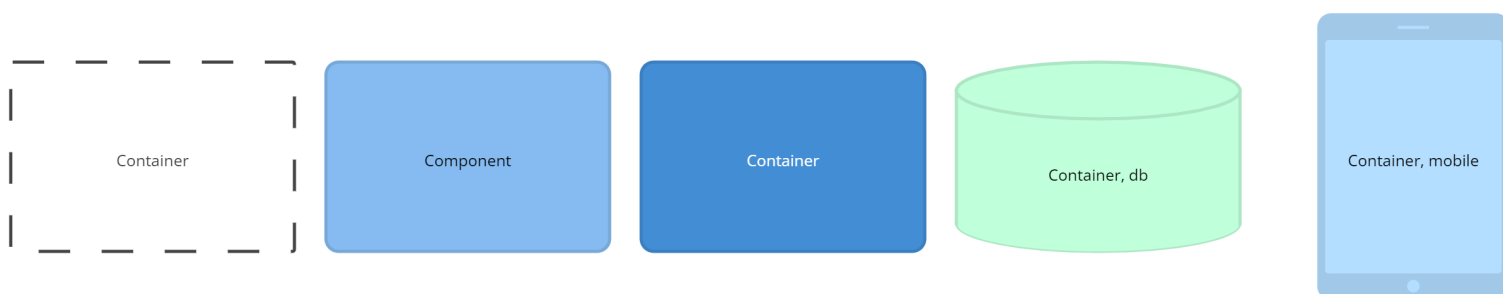 Container
Component
Container
Container, db
Container, mobile